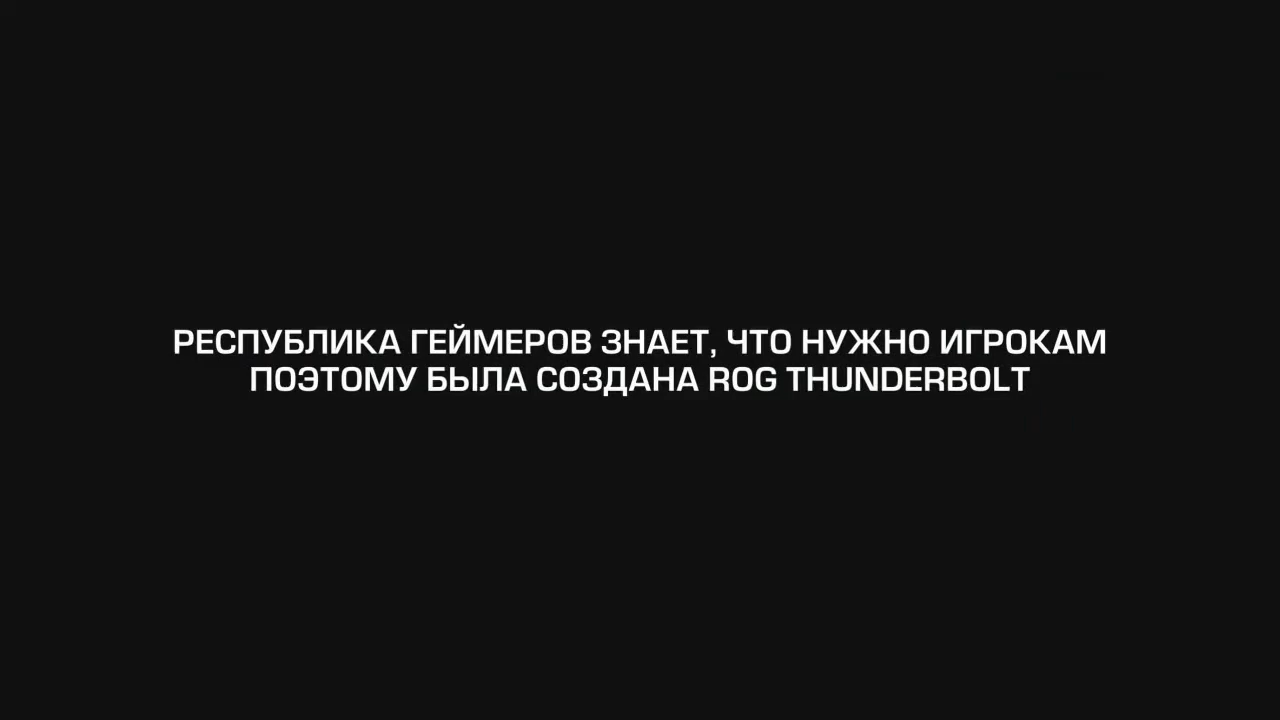 РЕСПУБЛИКА ГЕЙМЕРОВ ЗНАЕТ, ЧТО НУЖНО ИГРОКАМ
ПОЭТОМУ БЫЛА СОЗДАНА ROG THUNDERBOLT